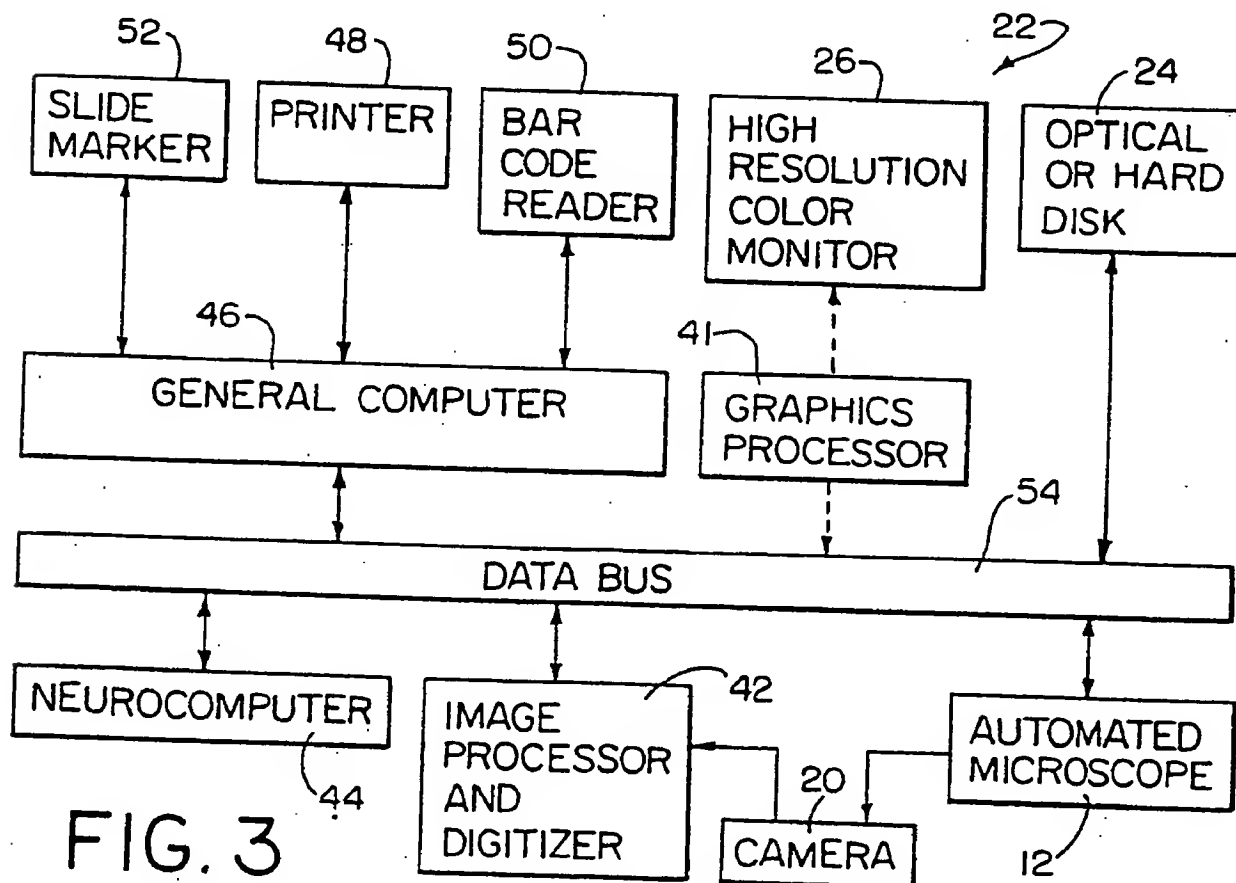 52
48
50
26
22
24
SLIDE
MARKER
PRINTER
BAR
CODE
READER
HIGH
RESOLUTION
COLOR
MONITOR
OPTICAL
OR HARD
DISK
46
GENERAL COMPUTER
41
GRAPHICS
PROCESSOR
54
DATA BUS
NEUROCOMPUTER
44
42
IMAGE
PROCESSOR
AND
DIGITIZER
20
CAMERA
AUTOMATED
MICROSCOPE
12
FIG. 3